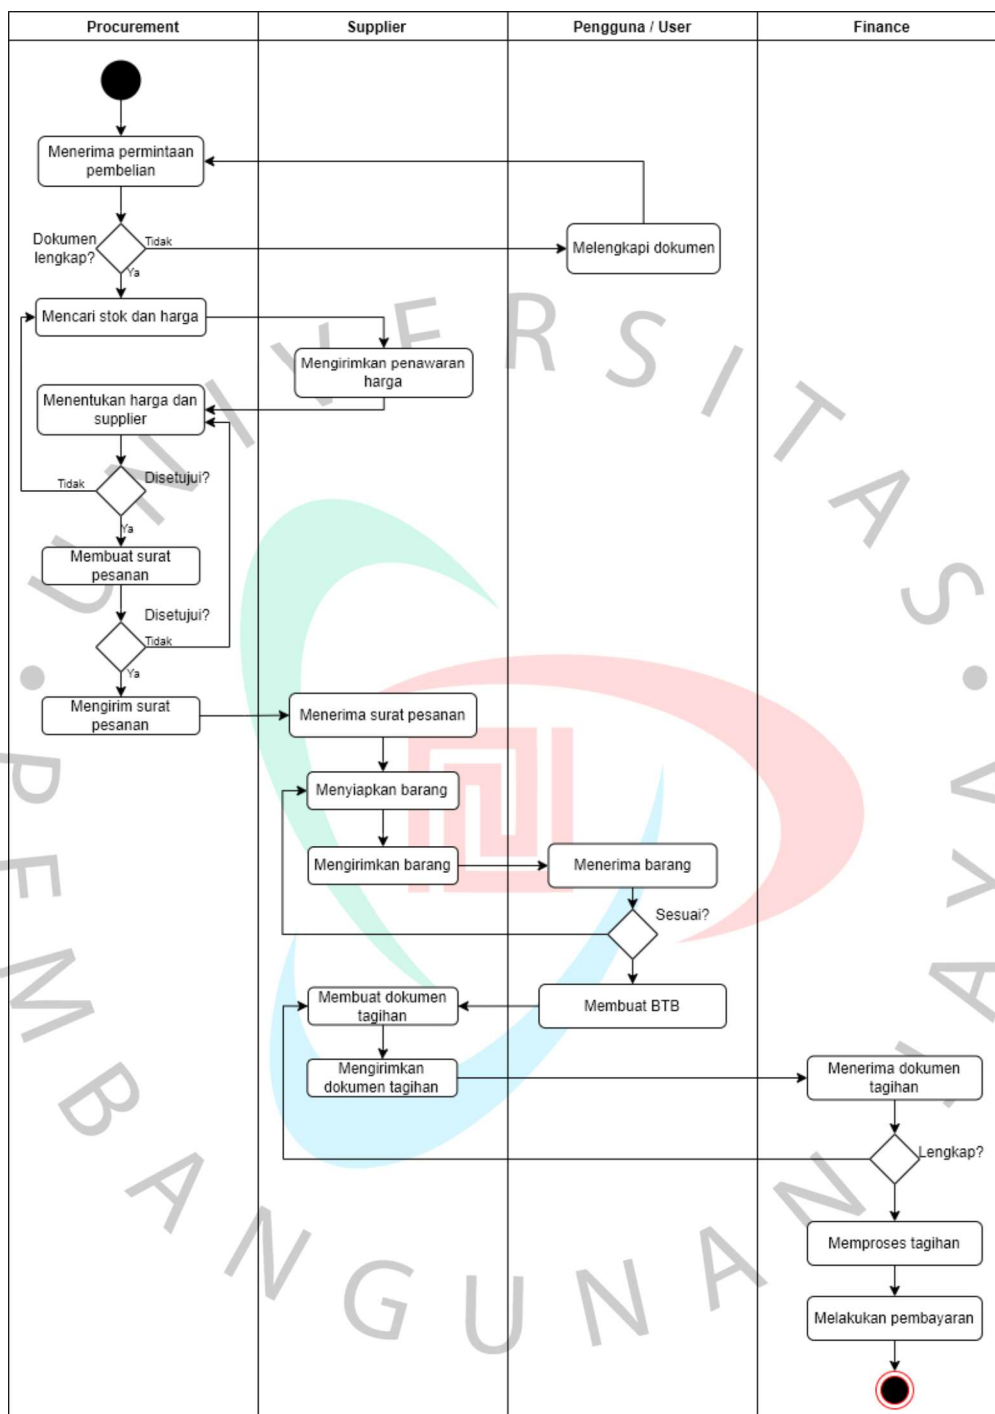 Procurement
Supplier
Pengguna / User
Finance
Menerima permintaan
pembelian
Dokumen
lengkap?
Tidak
Ya
Melengkapi dokumen
Mencari stok dan harga
Mengirimkan penawaran
harga
Menentukan harga dan
supplier
Disetujui?
Tidak
Ya
Membuat surat
pesanan
Disetujui?
Tidak
Ya
Mengirim surat
pesanan
Menerima surat pesanan
Menyiapkan barang
Mengirimkan barang
Menerima barang
Sesuai?
Membuat BTB
Membuat dokumen
tagihan
Mengirimkan
dokumen tagihan
Menerima dokumen
tagihan
Lengkap?
Memproses tagihan
Melakukan pembayaran
UNIVERSITAS
PEMBANGUNAN